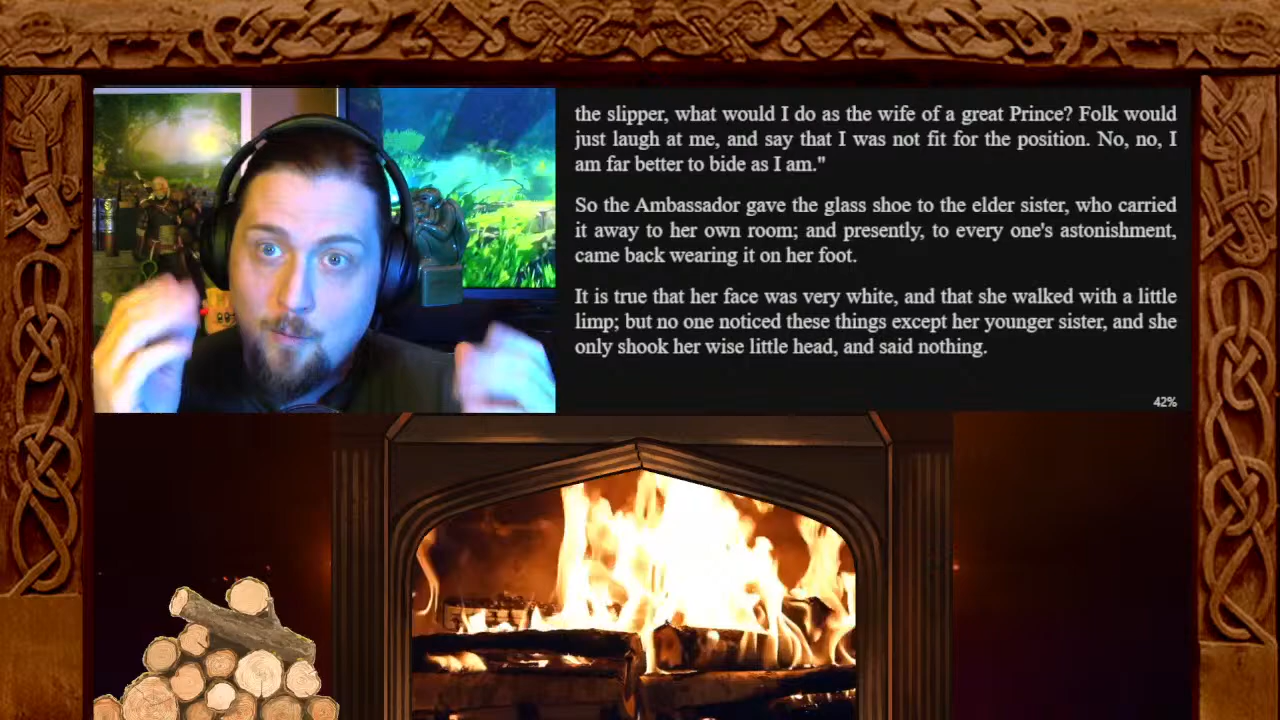 the slipper, what would I do as the wife of a great Prince? Folk would
just laugh at me, and say that I was not fit for the position. No, no, I
am far better to bide as I am."
So the Ambassador gave the glass shoe to the elder sister, who carried
it away to her own room; and presently, to every one's astonishment,
came back wearing it on her foot.
It is true that her face was very white, and that she walked with a little
limp; but no one noticed these things except her younger sister, and she
only shook her wise little head, and said nothing.
42%